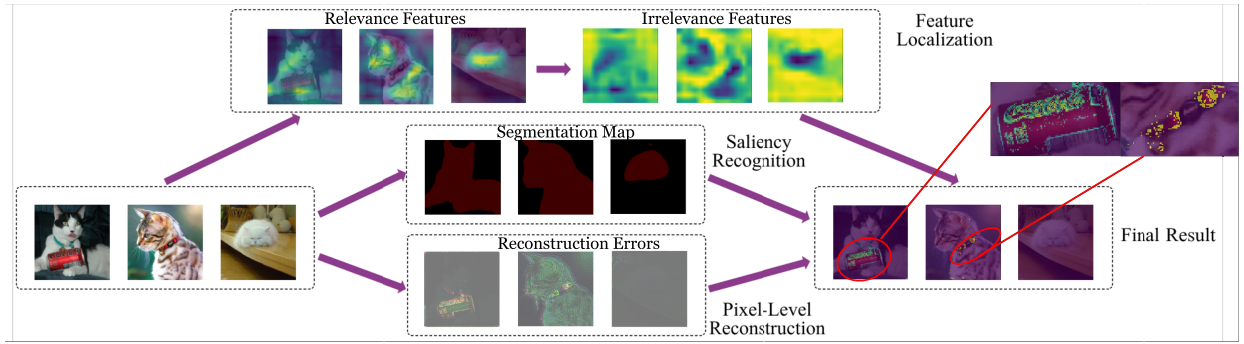 Relevance Features
Irrelevance Features
Feature
Localization
Segmentation Map
Saliency
Recognition
Reconstruction Errors
Final Result
Pixel-Level
Reconstruction